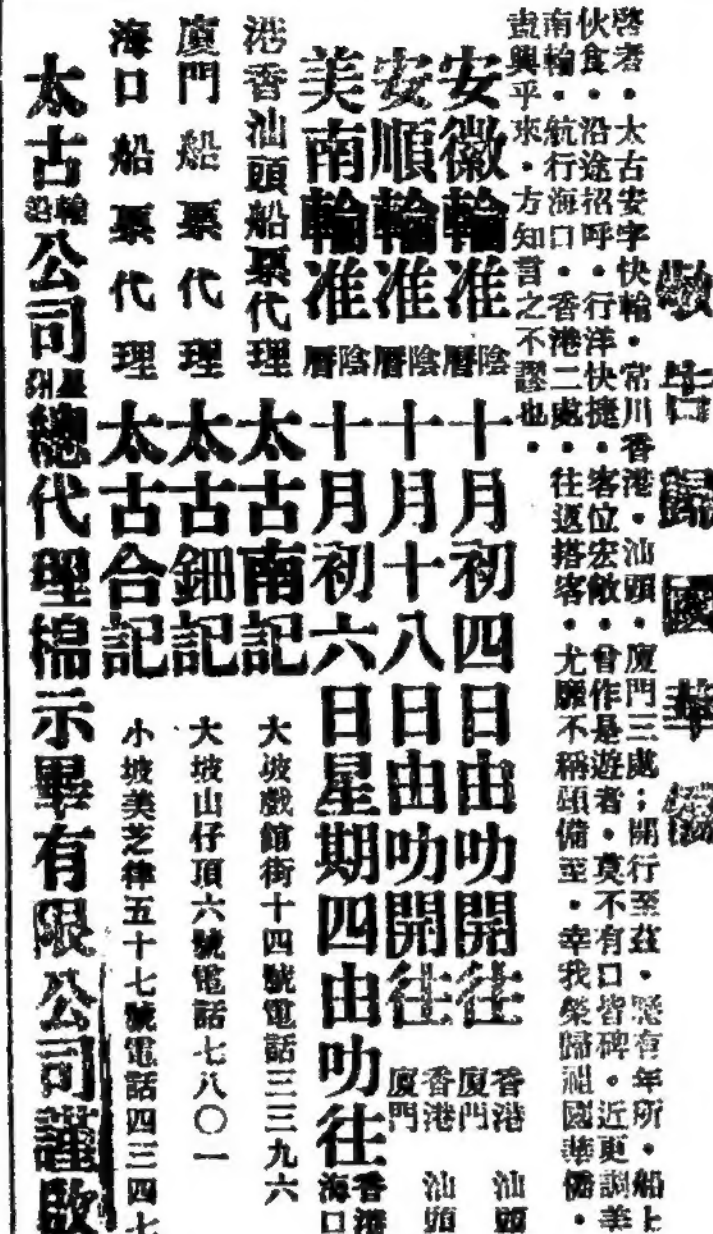 敬告歸國華僑
啓者・太古安字快輪・常川香港・汕頭・廈門三處；開行至茲・歷有年所・船上
伙食・沿途招呼・行洋快捷・客位宏敞・曾作是遊者・莫不有口皆碑・近更調美
南輪・航行海口・香港二處・往返搭客・尤靡不稱頌備至・幸我榮歸祖國華僑・
盍興乎來・方知言之不謬也・
安徽輪准陰曆十月初四日由叻開往香港汕頭廈門
安順輪准陰曆十月十八日由叻開往香港汕頭廈門
美南輪准陰曆十月初六日星期四由叻往香港海口
港香汕頭船票代理太古南記大坡戲館街十四號電話三三九六
廈門船票代理太古鈿記大坡山仔頂六號電話七八〇一
海口船票代理太古合記小坡美芝律五十七號電話四三四七
太古輪公司總代理棉示畢有限公司謹啟